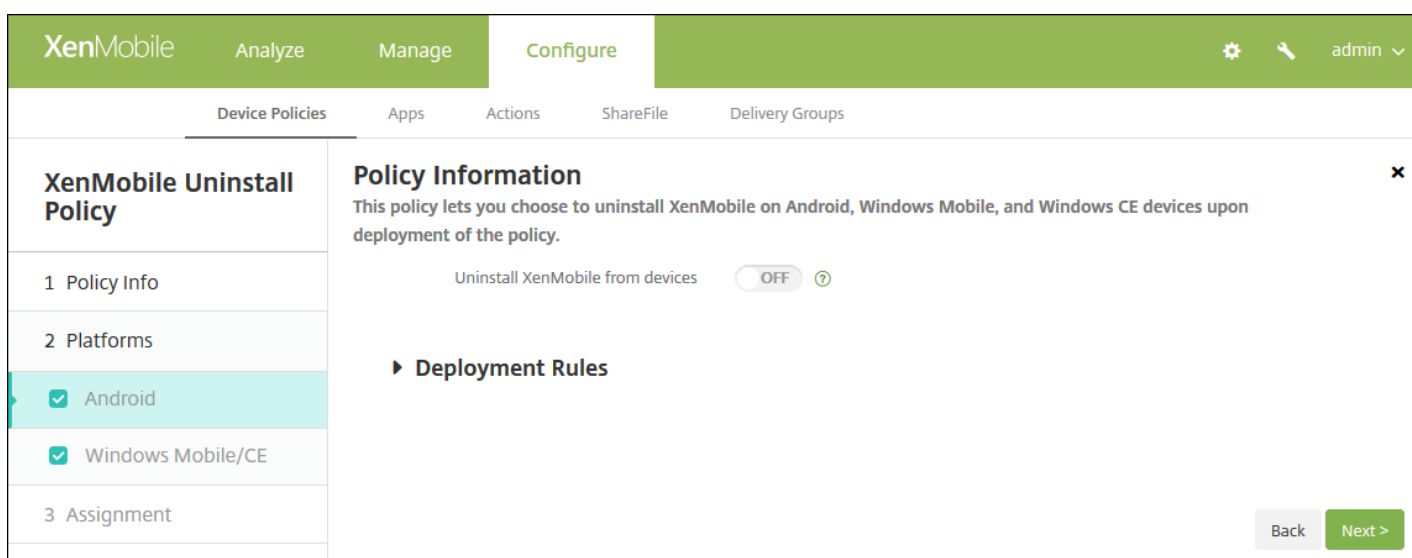 XenMobile Analyze Manage Configure admin
Device Policies Apps Actions ShareFile Delivery Groups
XenMobile Uninstall
Policy
1 Policy Info
2 Platforms
Android
Windows Mobile/CE
3 Assignment
Policy Information
This policy lets you choose to uninstall XenMobile on Android, Windows Mobile, and Windows CE devices upon
deployment of the policy.
Uninstall XenMobile from devices OFF ?
Deployment Rules
Back Next >